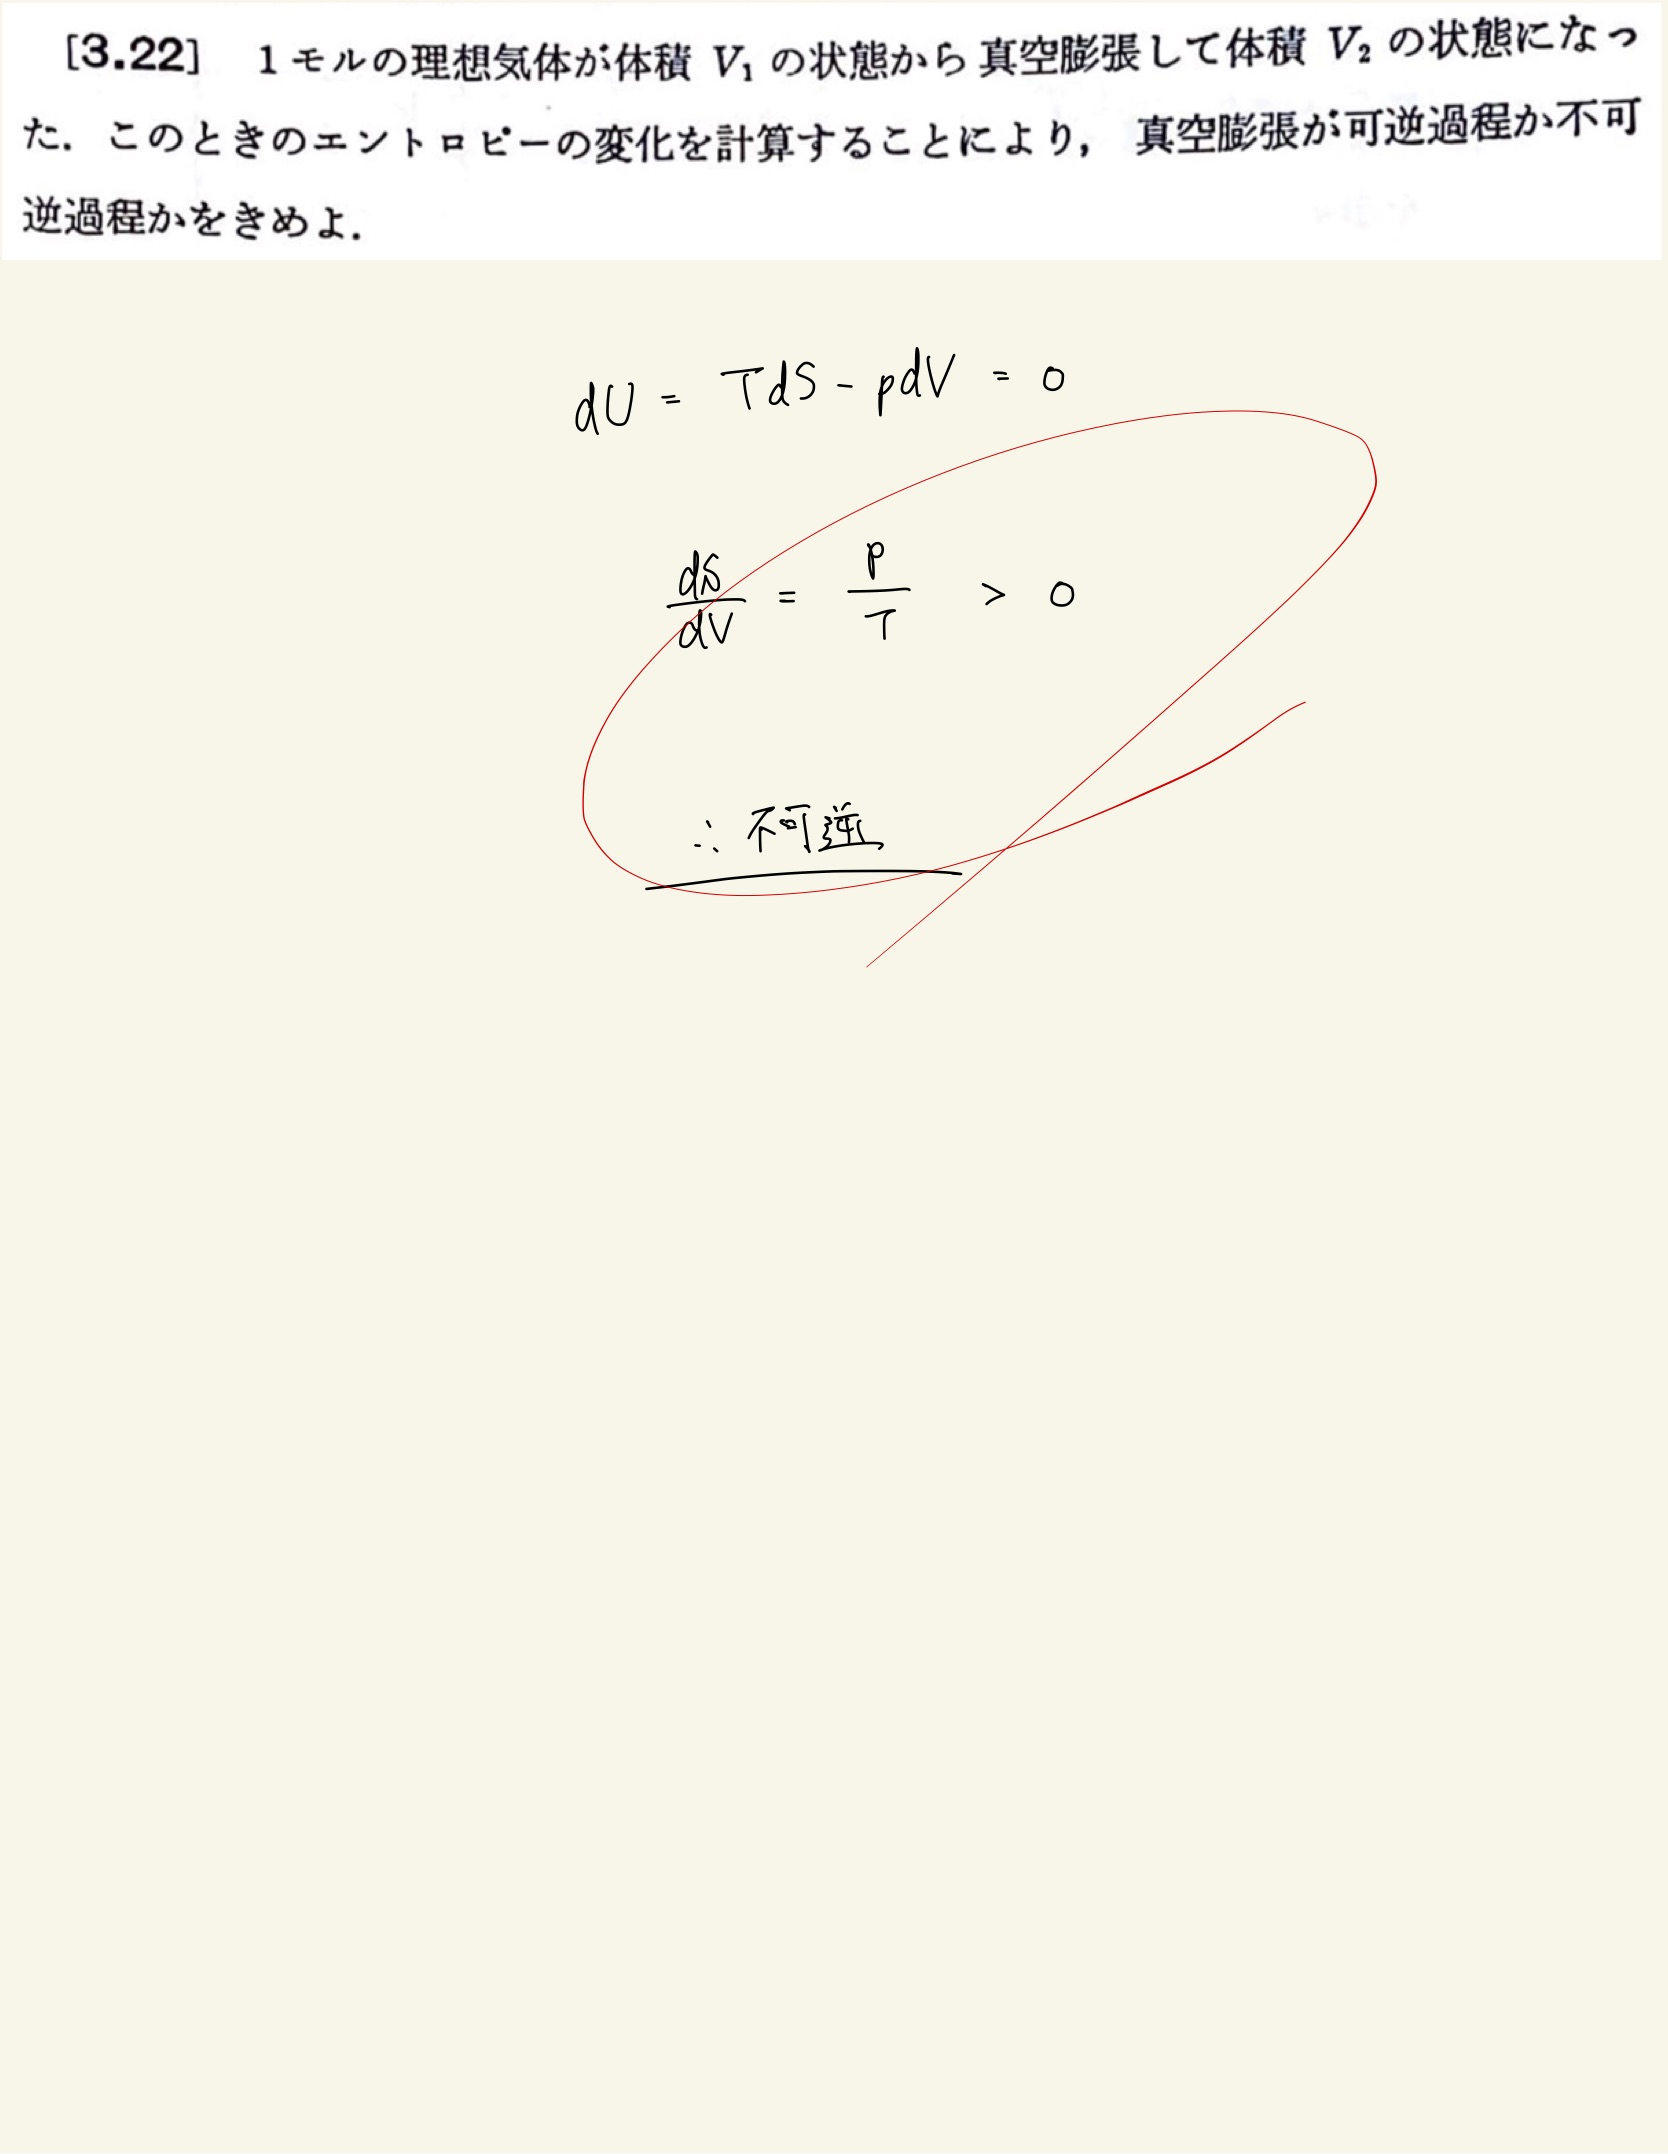 [3.22] 1モルの理想気体が体積 V₁ の状態から真空膨張して体積 V₂ の状態になっ
た．このときのエントロピーの変化を計算することにより， 真空膨張が可逆過程か不可
逆過程かをきめよ．
dU = TdS - pdV = 0
dS/dV = p/T > 0
∴ 不可逆